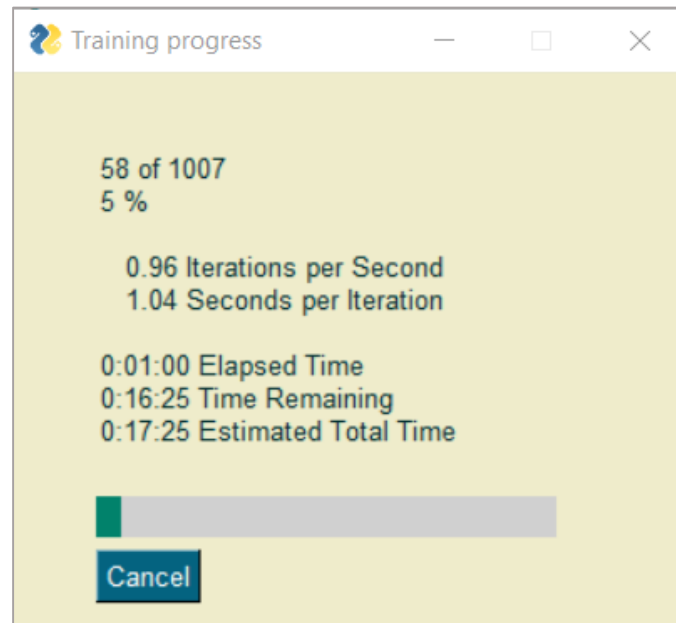 Training progress
58 of 1007
5 %
0.96 Iterations per Second
1.04 Seconds per Iteration
0:01:00 Elapsed Time
0:16:25 Time Remaining
0:17:25 Estimated Total Time
Cancel